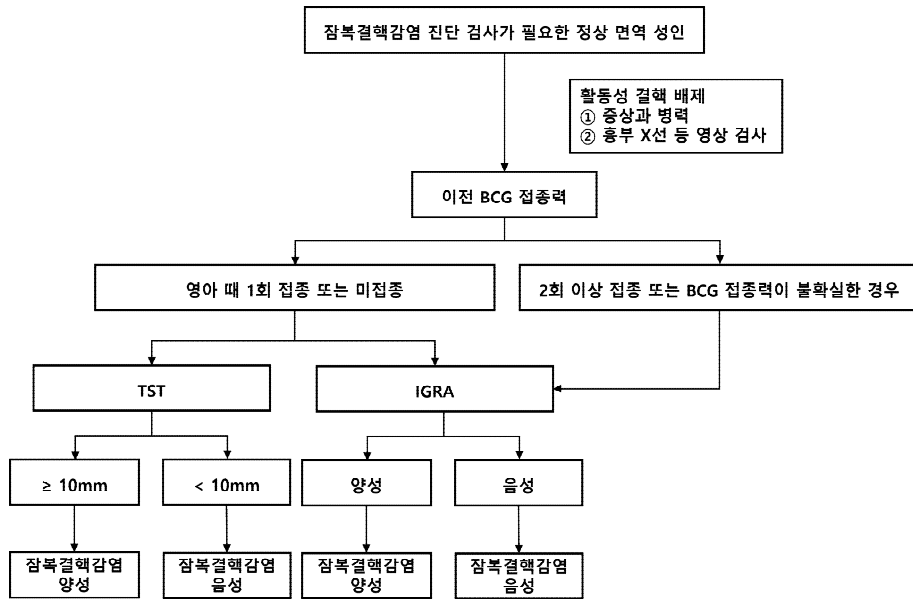 잠복결핵감염 진단 검사가 필요한 정상 면역 성인
활동성 결핵 배제
① 증상과 병력
② 흉부 X선 등 영상 검사
이전 BCG 접종력
영아 때 1회 접종 또는 미접종
2회 이상 접종 또는 BCG 접종력이 불확실한 경우
TST
IGRA
≥ 10mm
< 10mm
양성
음성
잠복결핵감염
양성
잠복결핵감염
음성
잠복결핵감염
양성
잠복결핵감염
음성